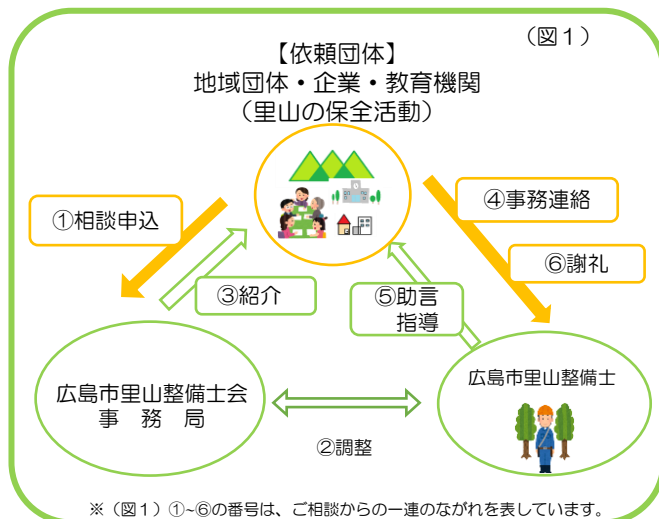 （図１）
【依頼団体】
地域団体・企業・教育機関
（里山の保全活動）
①相談申込
④事務連絡
⑥謝礼
③紹介
⑤助言
指導
広島市里山整備士会
事　務　局
広島市里山整備士
②調整
※（図１）①~⑥の番号は、ご相談からの一連のながれを表しています。